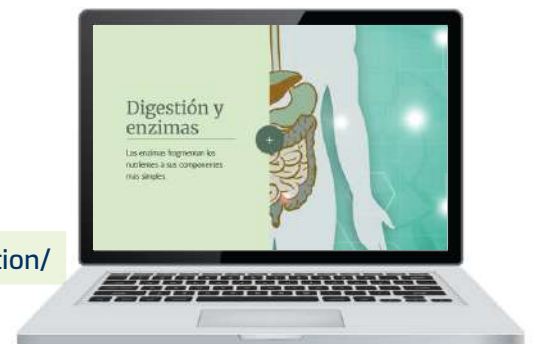 Digestión y
enzimas
Las enzimas fragmentan los
nutrientes a sus componentes
más simples.
tion/